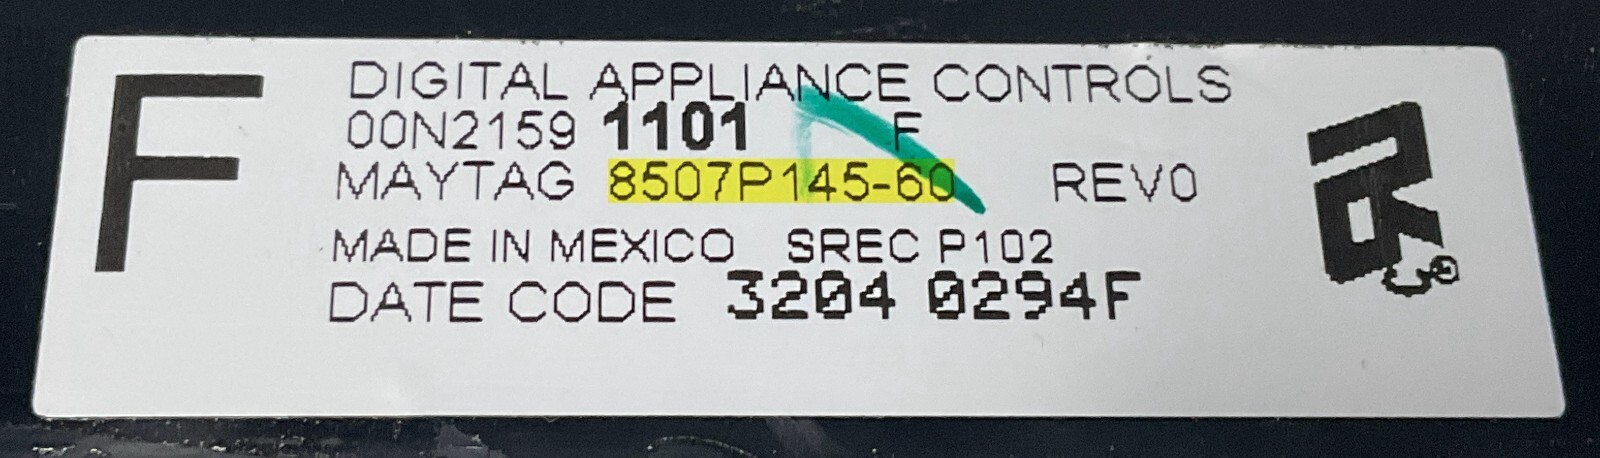 F
DIGITAL APPLIANCE CONTROLS
00N2159 1101 F
MAYTAG 8507P145-60 REV0
MADE IN MEXICO SREC P102
DATE CODE 3204 0294F